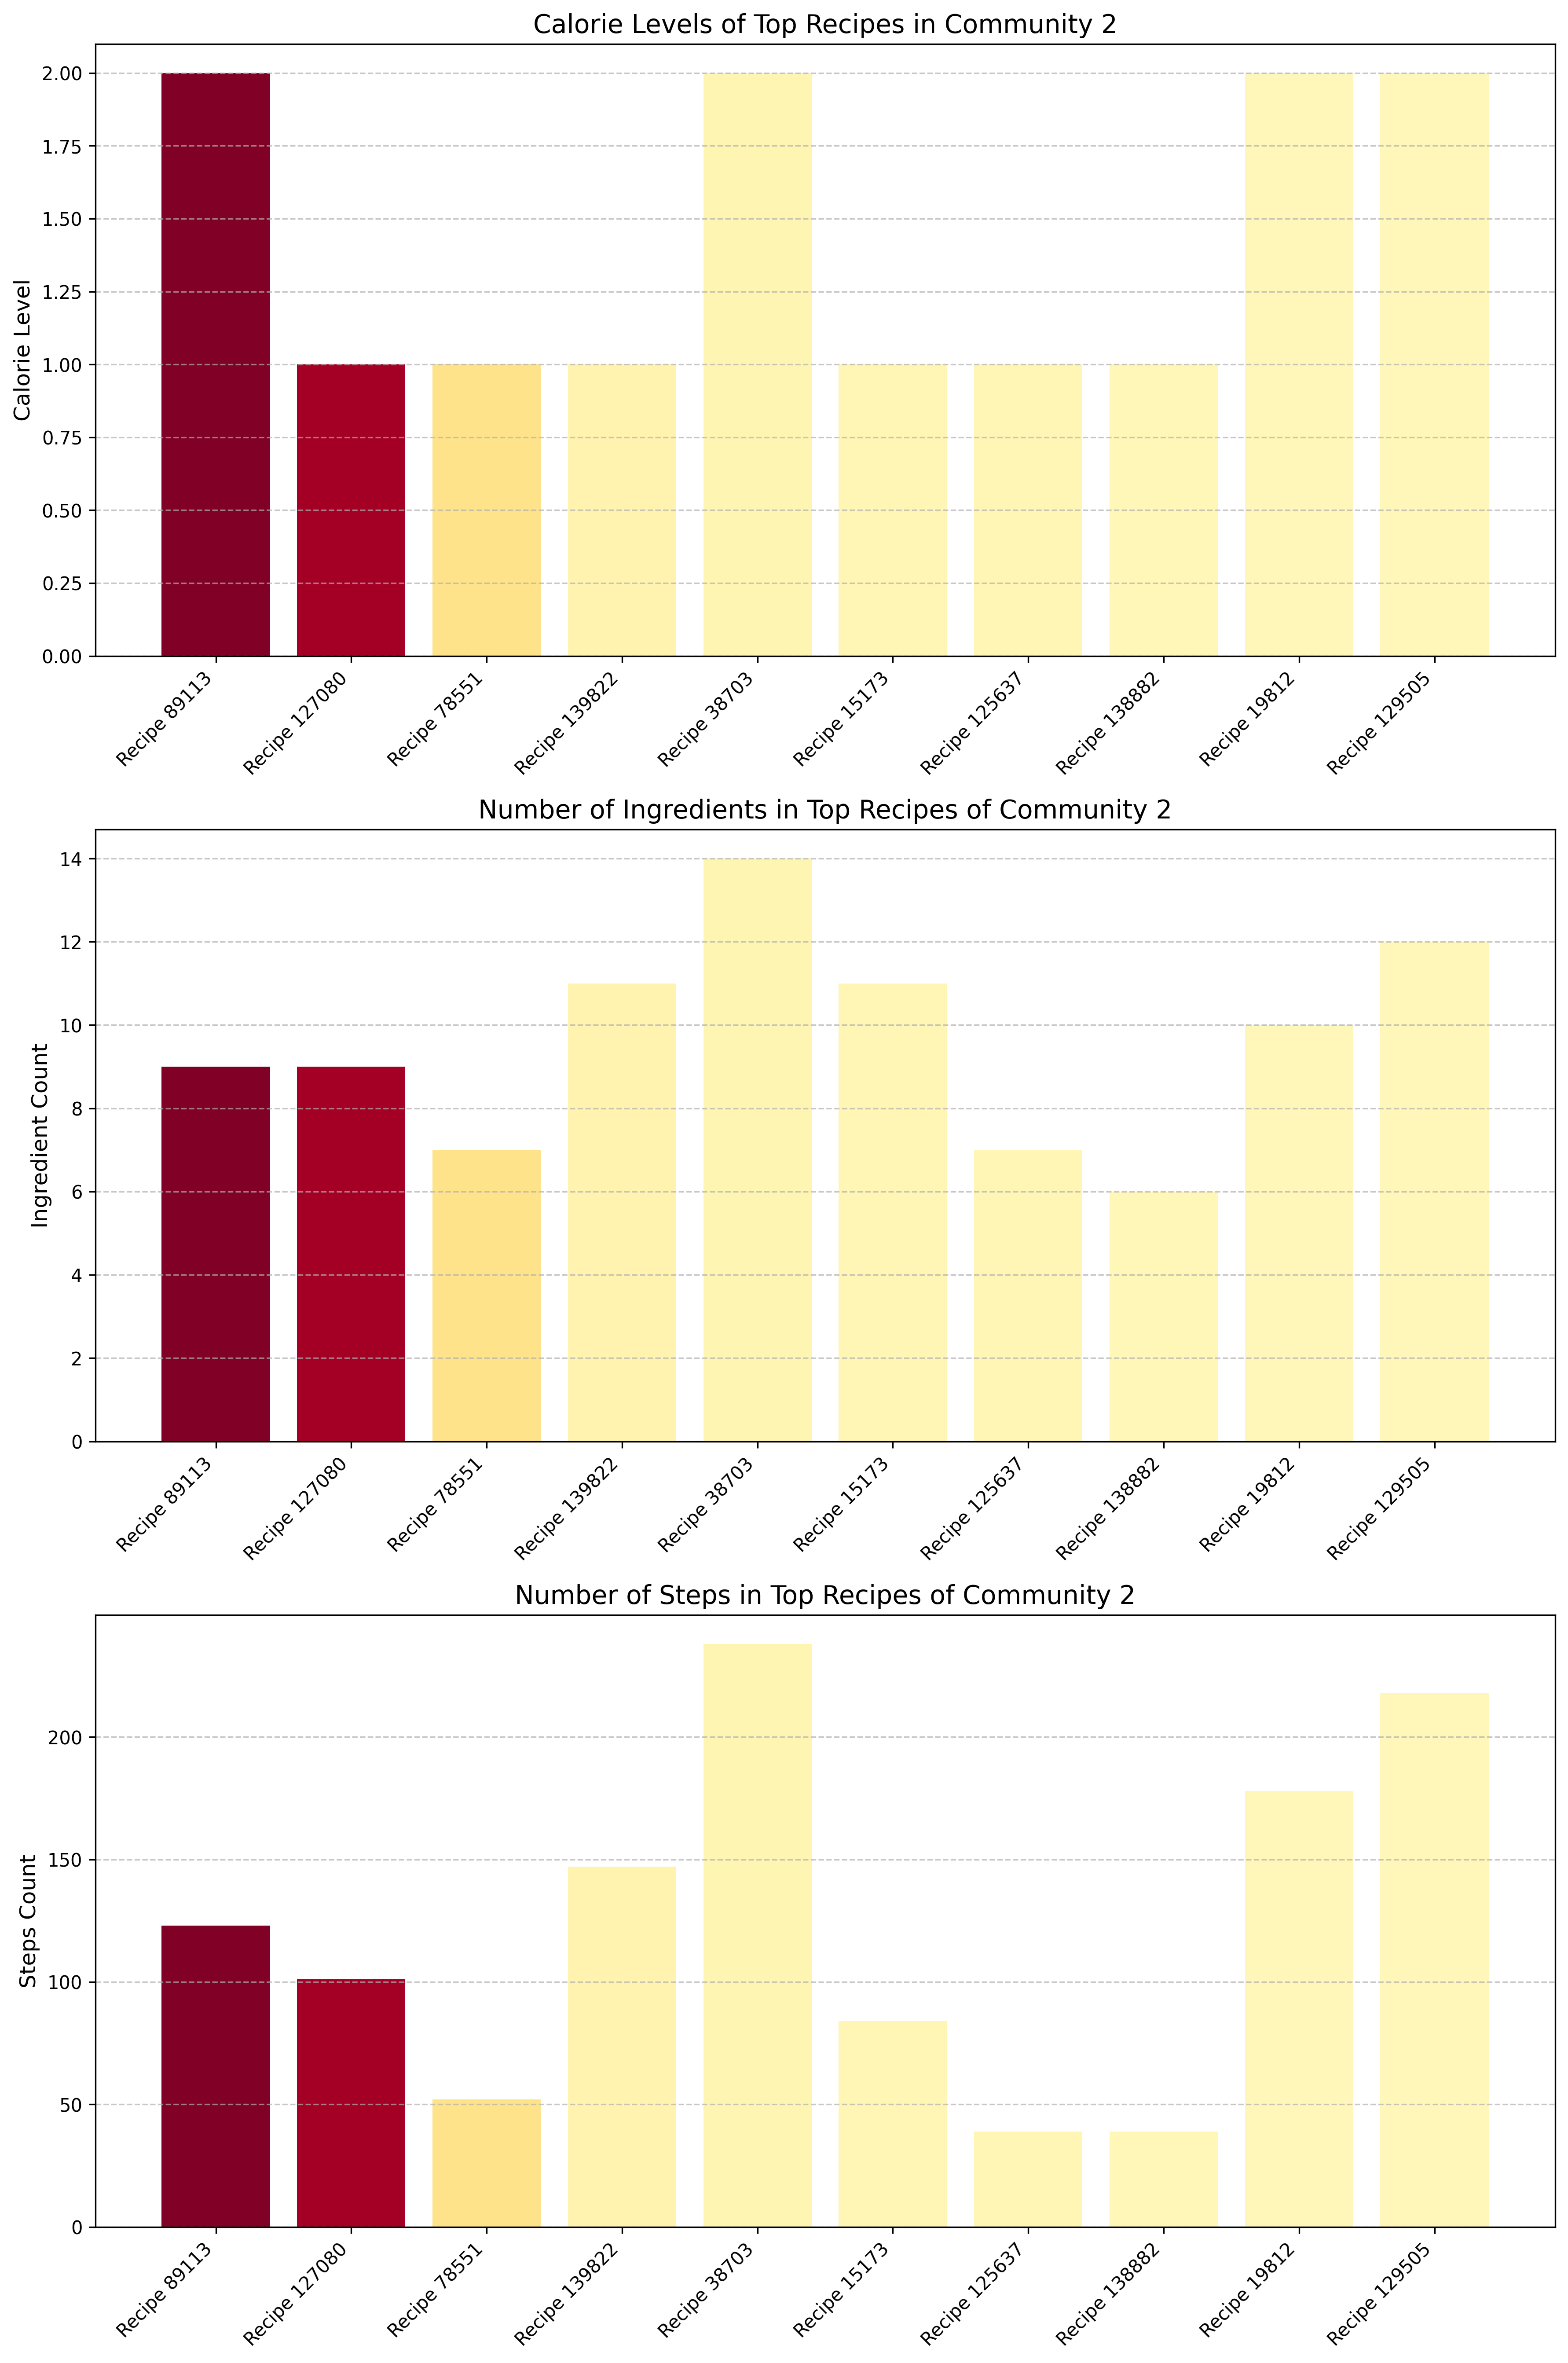 Calorie Levels of Top Recipes in Community 2
Calorie Level
2.00
1.75
1.50
1.25
1.00
0.75
0.50
0.25
0.00
Recipe 89113
Recipe 127080
Recipe 78551
Recipe 139822
Recipe 38703
Recipe 15173
Recipe 125637
Recipe 138882
Recipe 19812
Recipe 129505
Number of Ingredients in Top Recipes of Community 2
Ingredient Count
14
12
10
8
6
4
2
0
Recipe 89113
Recipe 127080
Recipe 78551
Recipe 139822
Recipe 38703
Recipe 15173
Recipe 125637
Recipe 138882
Recipe 19812
Recipe 129505
Number of Steps in Top Recipes of Community 2
Steps Count
200
150
100
50
0
Recipe 89113
Recipe 127080
Recipe 78551
Recipe 139822
Recipe 38703
Recipe 15173
Recipe 125637
Recipe 138882
Recipe 19812
Recipe 129505